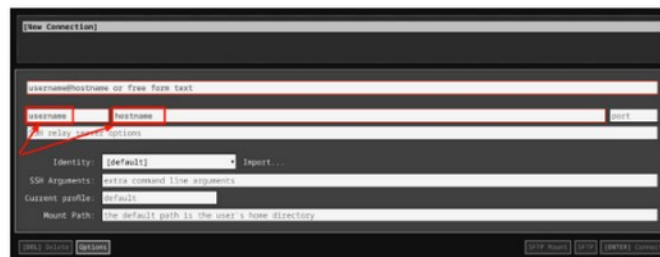 [New Connection]
username@hostname or free form text
username hostname port
relay server options
Identity: [default] Import...
SSH Arguments: extra command line arguments
Current profile: default
Mount Path: the default path is the user's home directory
[DEL] Delete Options SFTP Mount SFTP [ENTER] Connect